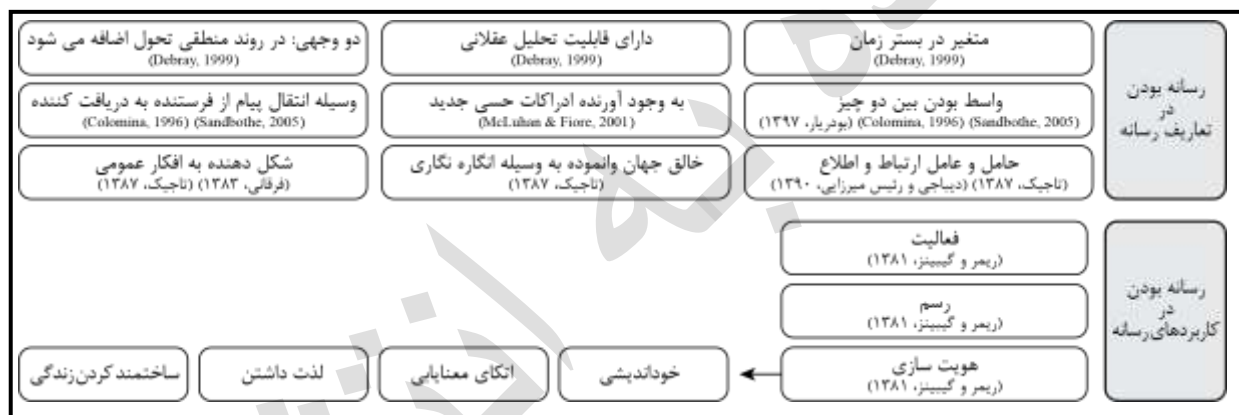 رسانه بودن
در
تعاریف رسانه
متغیر در بستر زمان
(Debray, 1999)
دارای قابلیت تحلیل عقلانی
(Debray, 1999)
دو وجهی: در روند منطقی تحول اضافه می شود
(Debray, 1999)
واسط بودن بین دو چیز
(Colomina, 1996) (Sandbothe, 2005) (بودریار، ۱۳۹۷)
به وجود آورنده ادراکات حسی جدید
(McLuhan & Fiore, 2001)
وسیله انتقال پیام از فرستنده به دریافت کننده
(Colomina, 1996) (Sandbothe, 2005)
حامل و عامل ارتباط و اطلاع
(تاجیک، ۱۳۸۷) (دیباجی و رئیس میرزایی، ۱۳۹۰)
خالق جهان وانموده به وسیله انگاره نگاری
(تاجیک، ۱۳۸۷)
شکل دهنده به افکار عمومی
(فرقانی، ۱۳۸۳) (تاجیک، ۱۳۸۷)
رسانه بودن
در
کاربردهای رسانه
فعالیت
(ریمر و گیبینز، ۱۳۸۱)
رسم
(ریمر و گیبینز، ۱۳۸۱)
هویت سازی
(ریمر و گیبینز، ۱۳۸۱)
خوداندیشی
اتکای معنایابی
لذت داشتن
ساختمند کردن زندگی